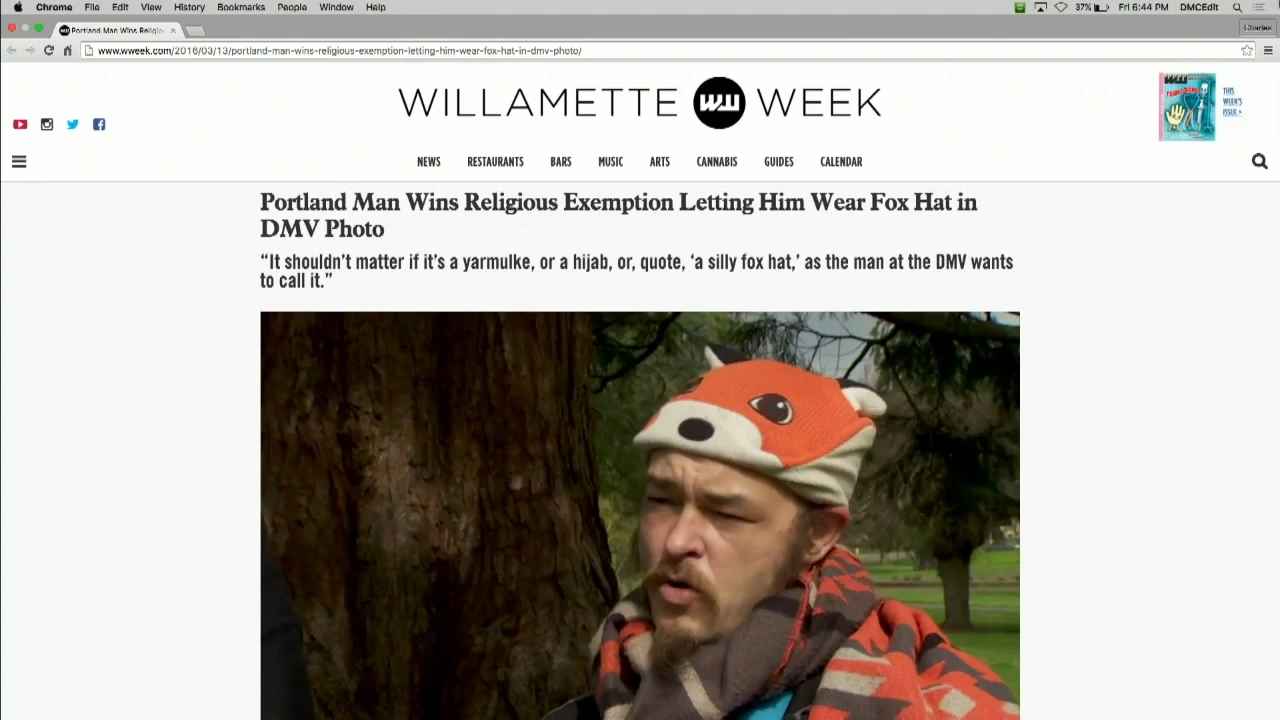 Chrome File Edit View History Bookmarks People Window Help 37% Fri 6:44 PM DMCEdit
Portland Man Wins Religio
Charles
www.wweek.com/2016/03/13/portland-man-wins-religious-exemption-letting-him-wear-fox-hat-in-dmv-photo/
WILLAMETTE WW WEEK
THIS
WEEK'S
ISSUE »
NEWS RESTAURANTS BARS MUSIC ARTS CANNABIS GUIDES CALENDAR
Portland Man Wins Religious Exemption Letting Him Wear Fox Hat in
DMV Photo
“It shouldn’t matter if it’s a yarmulke, or a hijab, or, quote, ‘a silly fox hat,’ as the man at the DMV wants
to call it.”